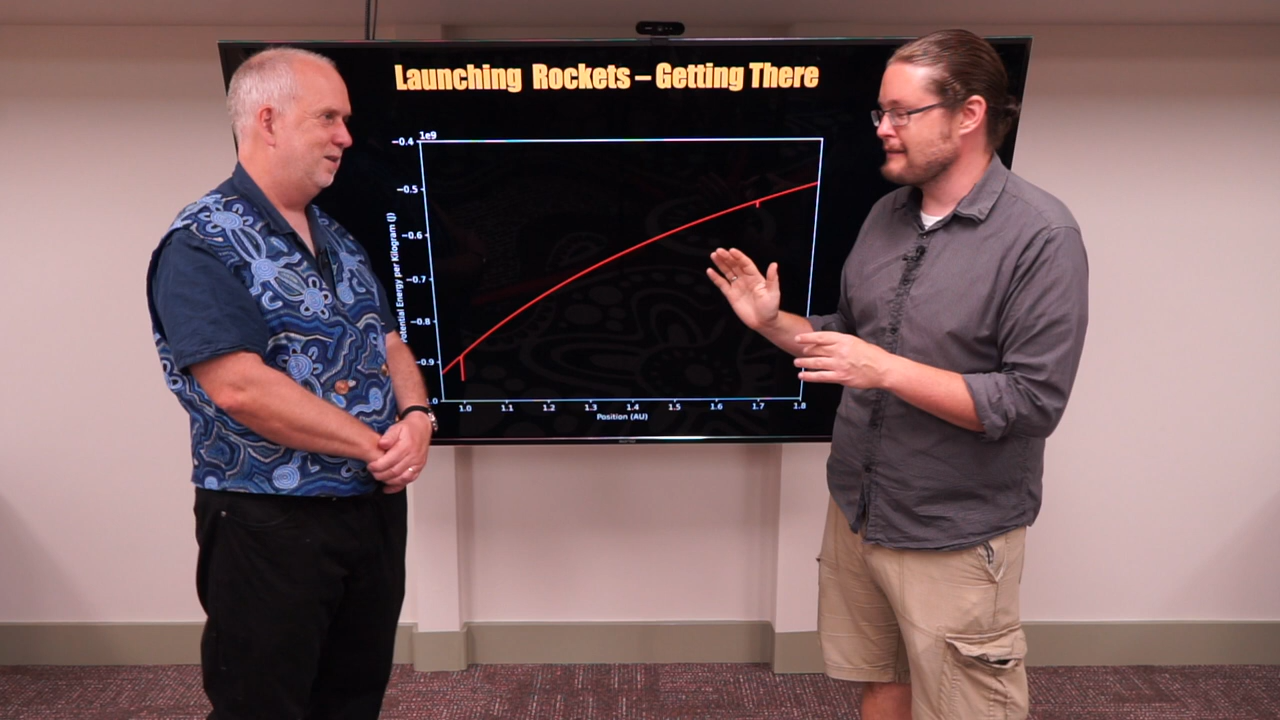 Launching Rockets – Getting There
1e9
−0.4
−0.5
−0.6
−0.7
−0.8
−0.9
.0
Potential Energy per Kilogram (J)
1.0 1.1 1.2 1.3 1.4 1.5 1.6 1.7 1.8
Position (AU)